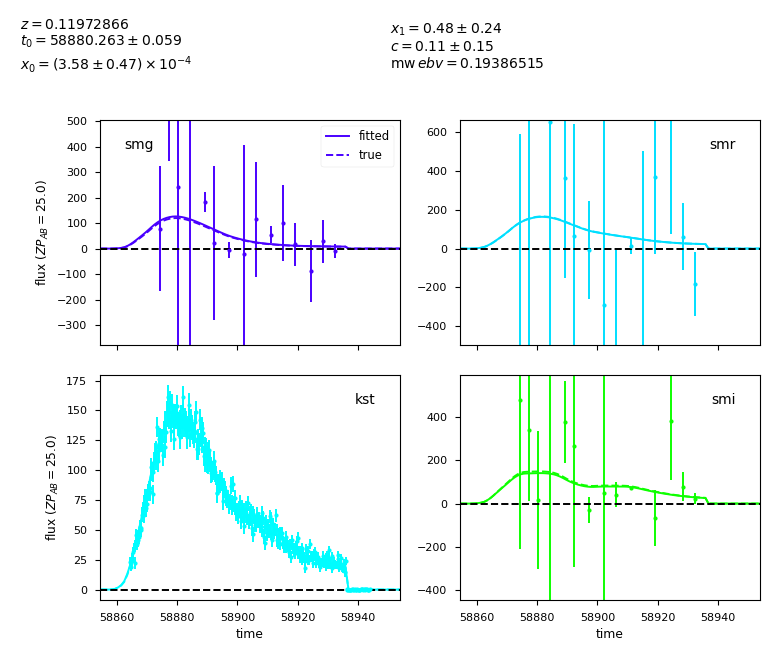 z = 0.11972866
t₀ = 58880.263 ± 0.059
x₀ = (3.58 ± 0.47) × 10⁻⁴
x₁ = 0.48 ± 0.24
c = 0.11 ± 0.15
mw ebv = 0.19386515
500
400
300
200
100
0
−100
−200
−300
flux (ZP_AB = 25.0)
smg
fitted
true
600
400
200
0
−200
−400
smr
175
150
125
100
75
50
25
0
flux (ZP_AB = 25.0)
kst
58860 58880 58900 58920 58940
time
400
200
0
−200
−400
smi
58860 58880 58900 58920 58940
time